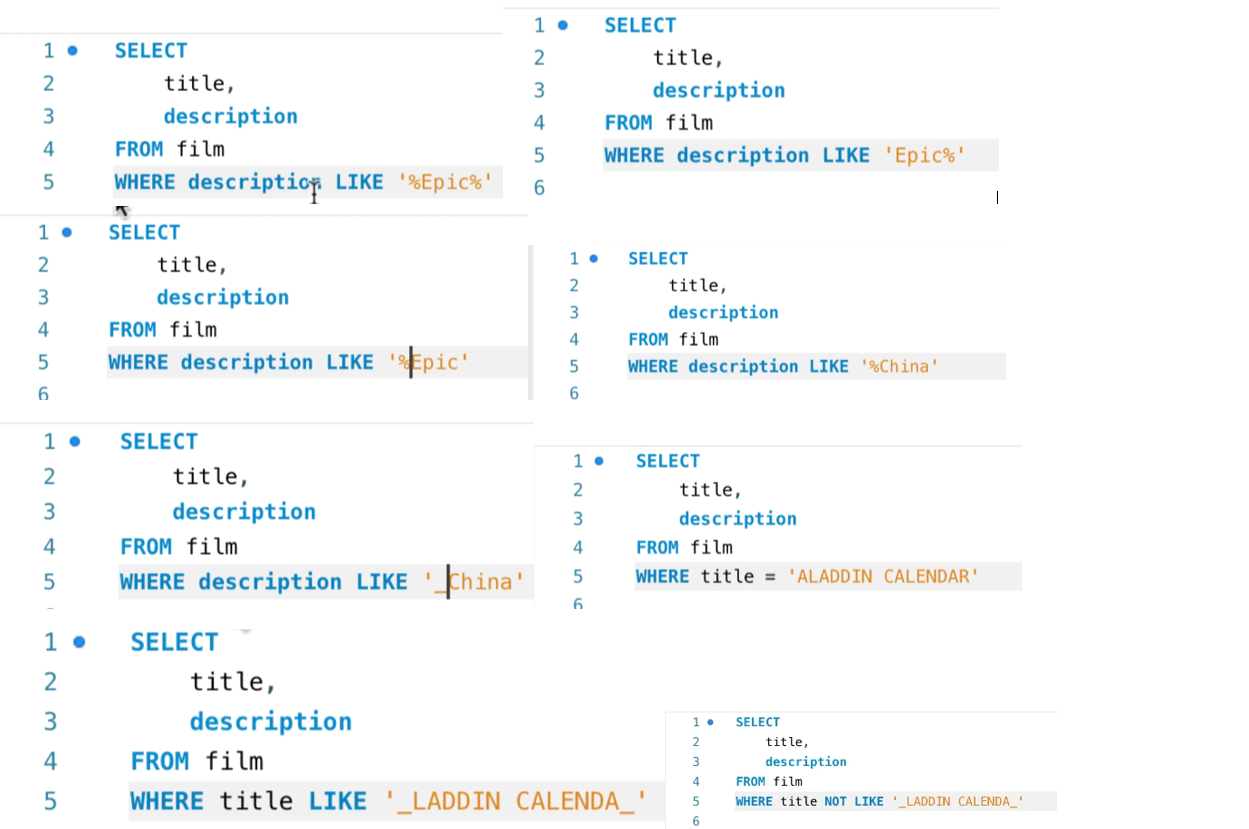 1 SELECT
2 title,
3 description
4 FROM film
5 WHERE description LIKE '%Epic%'
1 SELECT
2 title,
3 description
4 FROM film
5 WHERE description LIKE 'Epic%'
6
1 SELECT
2 title,
3 description
4 FROM film
5 WHERE description LIKE '%Epic'
6
1 SELECT
2 title,
3 description
4 FROM film
5 WHERE description LIKE '%China'
6
1 SELECT
2 title,
3 description
4 FROM film
5 WHERE description LIKE '_China'
1 SELECT
2 title,
3 description
4 FROM film
5 WHERE title = 'ALADDIN CALENDAR'
6
1 SELECT
2 title,
3 description
4 FROM film
5 WHERE title LIKE '_LADDIN CALENDA_'
1 SELECT
2 title,
3 description
4 FROM film
5 WHERE title NOT LIKE '_LADDIN CALENDA_'
6